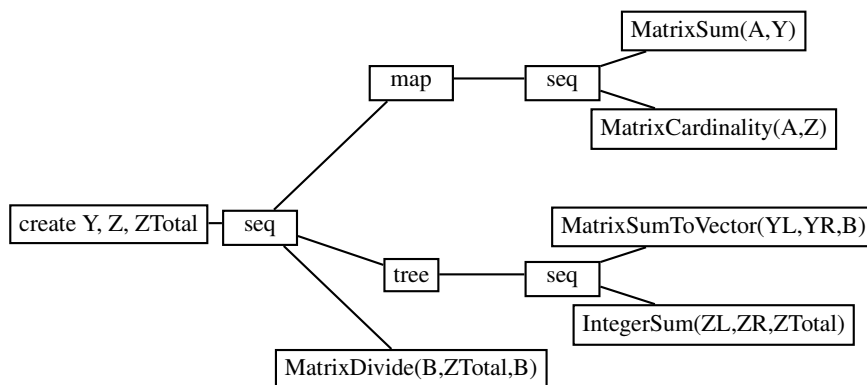 MatrixSum(A,Y)
map
seq
MatrixCardinality(A,Z)
create Y, Z, ZTotal
seq
MatrixSumToVector(YL,YR,B)
tree
seq
IntegerSum(ZL,ZR,ZTotal)
MatrixDivide(B,ZTotal,B)